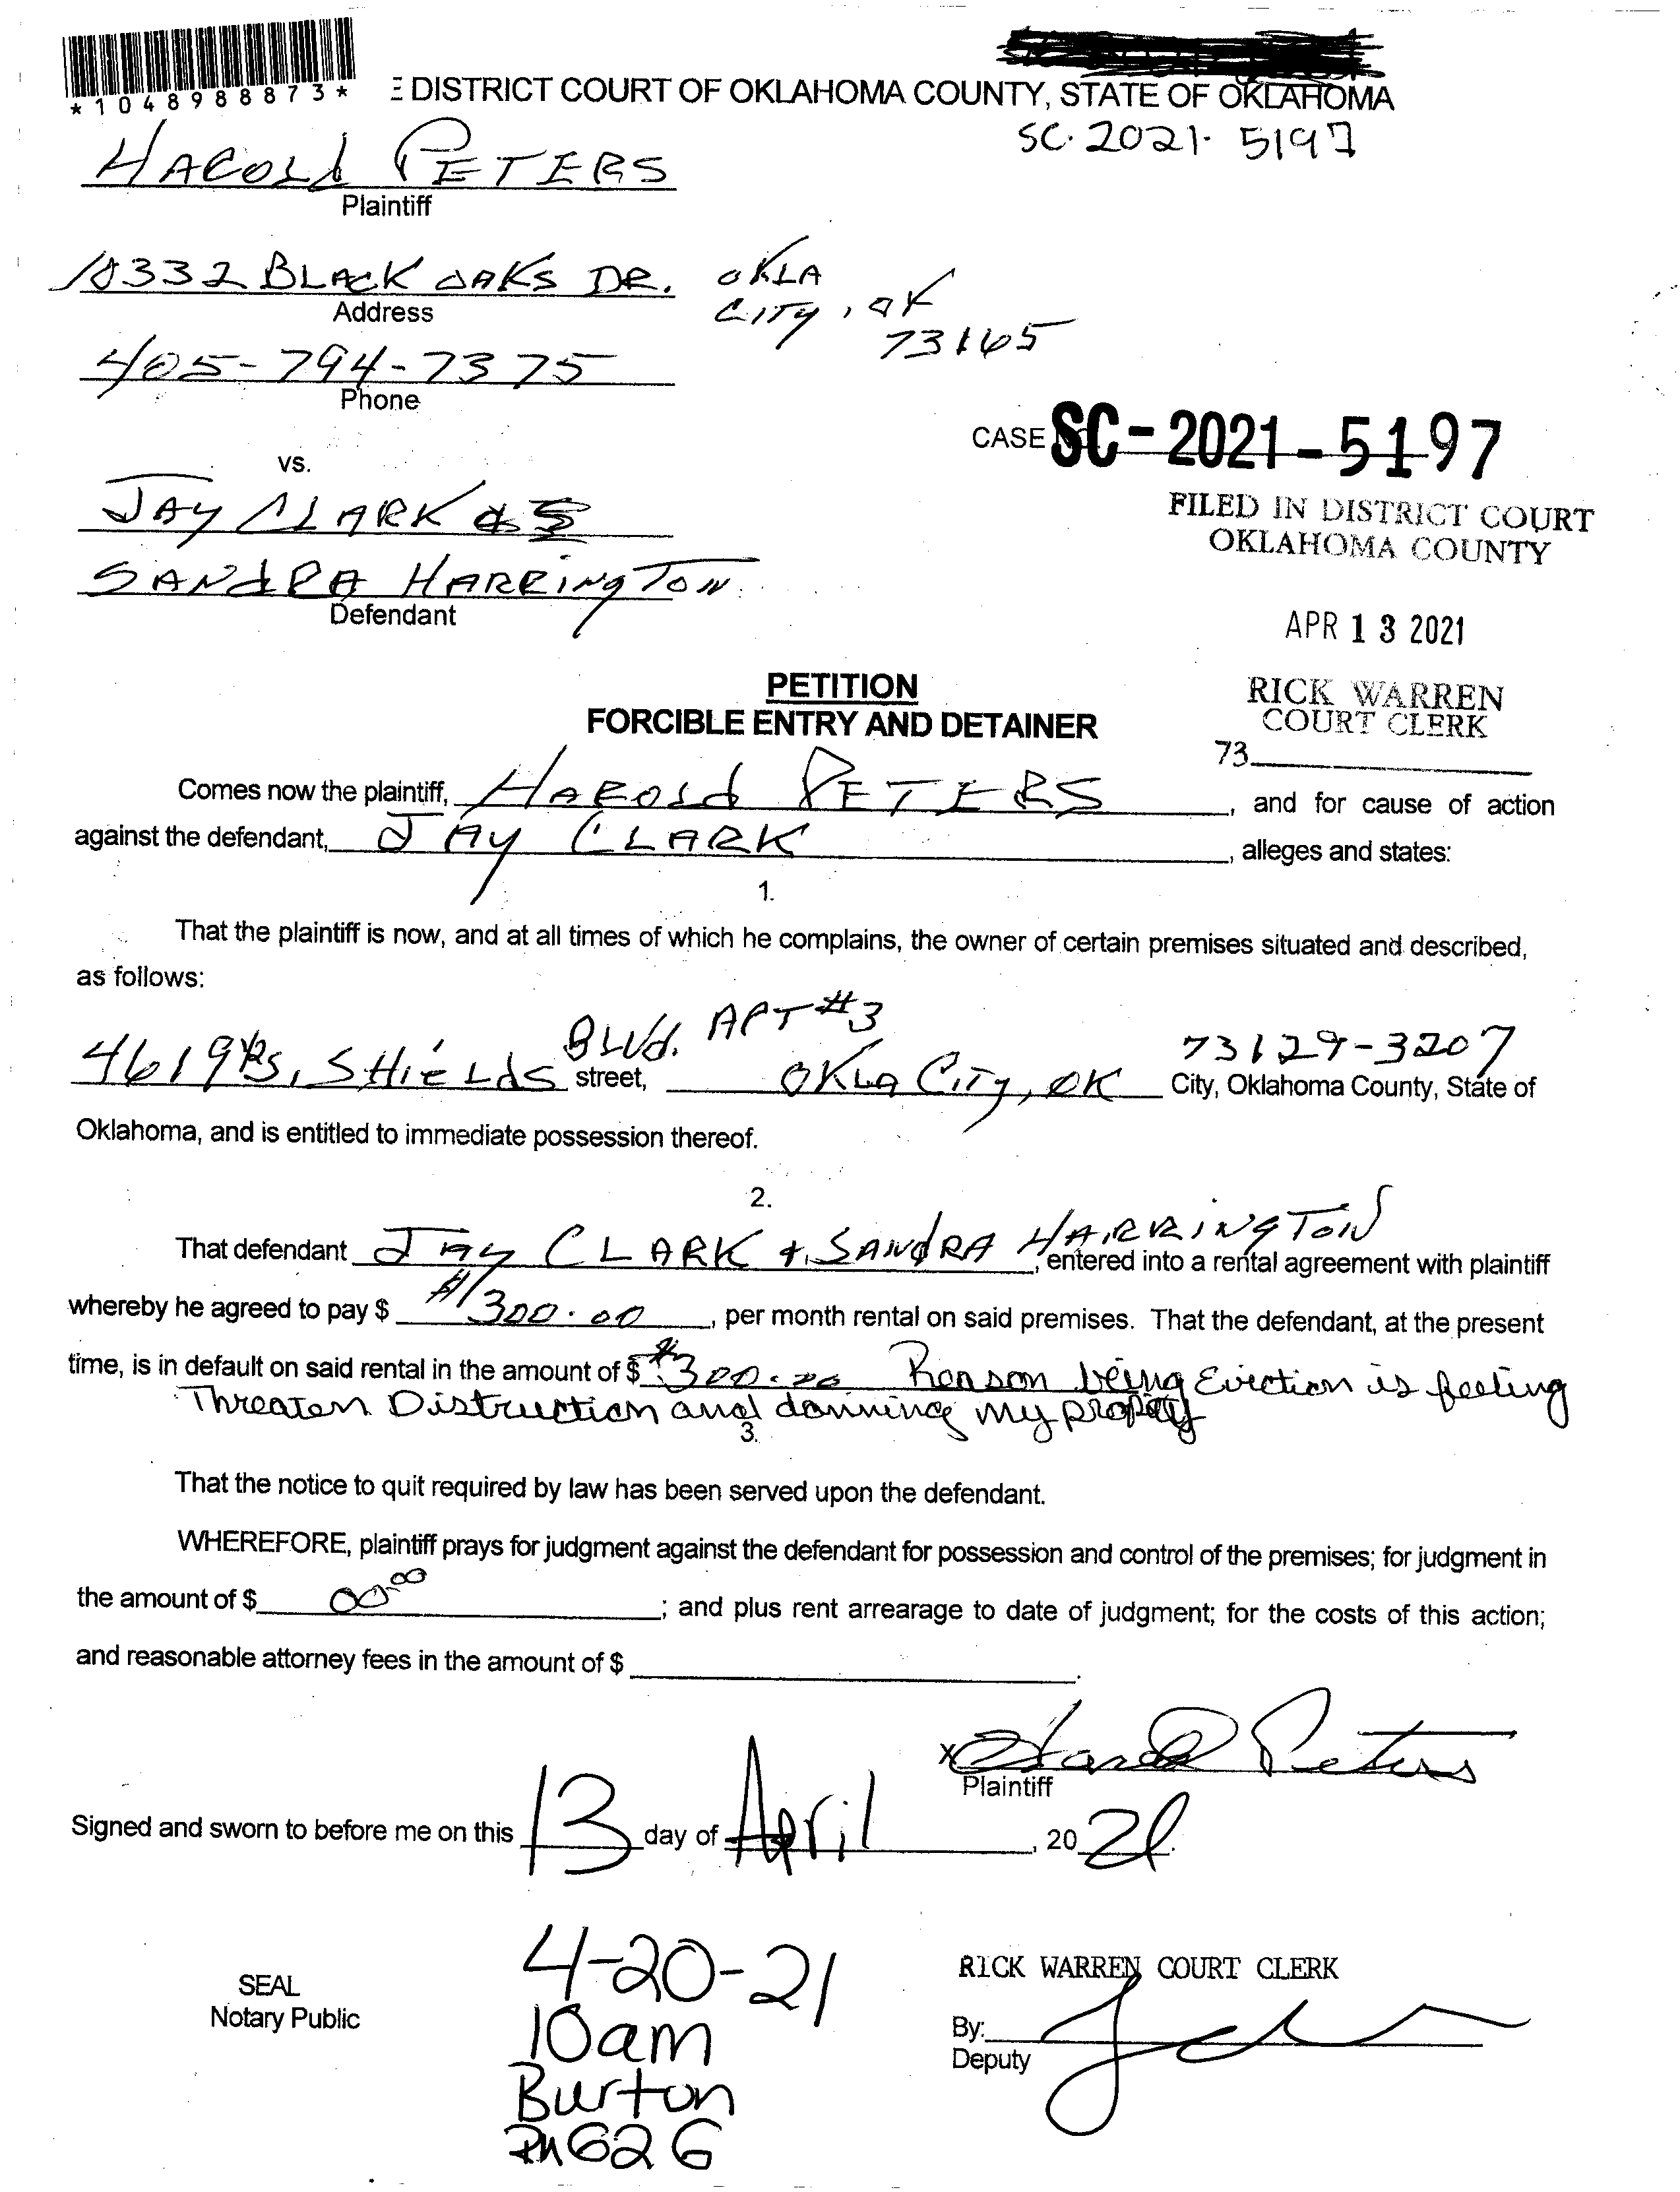 *1048988873*
E DISTRICT COURT OF OKLAHOMA COUNTY, STATE OF OKLAHOMA
SC-2021-5197
HAROLD PETERS
Plaintiff
10332 BLACK OAKS DR. OKLA CITY, OK 73165
Address
405-794-7375
Phone
CASE NO. SC-2021-5197
vs.
FILED IN DISTRICT COURT
OKLAHOMA COUNTY
JAY CLARK &
SANDRA HARRINGTON
Defendant
APR 13 2021
RICK WARREN
COURT CLERK
73
PETITION
FORCIBLE ENTRY AND DETAINER
Comes now the plaintiff, HAROLD PETERS, and for cause of action
against the defendant, JAY CLARK, alleges and states:
1.
That the plaintiff is now, and at all times of which he complains, the owner of certain premises situated and described,
as follows:
4619 ½ S. SHIELDS BLVD. APT #3 street, OKLA CITY, OK 73129-3207 City, Oklahoma County, State of
Oklahoma, and is entitled to immediate possession thereof.
2.
That defendant JAY CLARK + SANDRA HARRINGTON, entered into a rental agreement with plaintiff
whereby he agreed to pay $ $300.00, per month rental on said premises. That the defendant, at the present
time, is in default on said rental in the amount of $ $300.00 Reason being Eviction is feeling
Threaten Distruction and my
3.
That the notice to quit required by law has been served upon the defendant.
WHEREFORE, plaintiff prays for judgment against the defendant for possession and control of the premises; for judgment in
the amount of $ 00.00; and plus rent arrearage to date of judgment; for the costs of this action;
and reasonable attorney fees in the amount of $
X Harold Peters
Plaintiff
Signed and sworn to before me on this 13 day of April, 2021.
4-20-21
10am
Burton
Rm 626
SEAL
Notary Public
RICK WARREN COURT CLERK
By:
Deputy